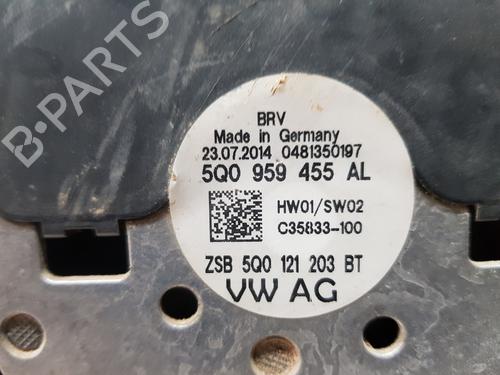 BRV
Made in Germany
23.07.2014 0481350197
5Q0 959 455 AL
HW01/SW02
C35833-100
ZSB 5Q0 121 203 BT
VW AG
B-PARTS